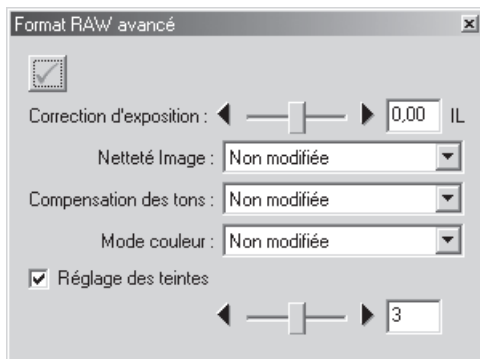 Format RAW avancé
Correction d'exposition : 0,00 IL
Netteté Image : Non modifiée
Compensation des tons : Non modifiée
Mode couleur : Non modifiée
Réglage des teintes
3